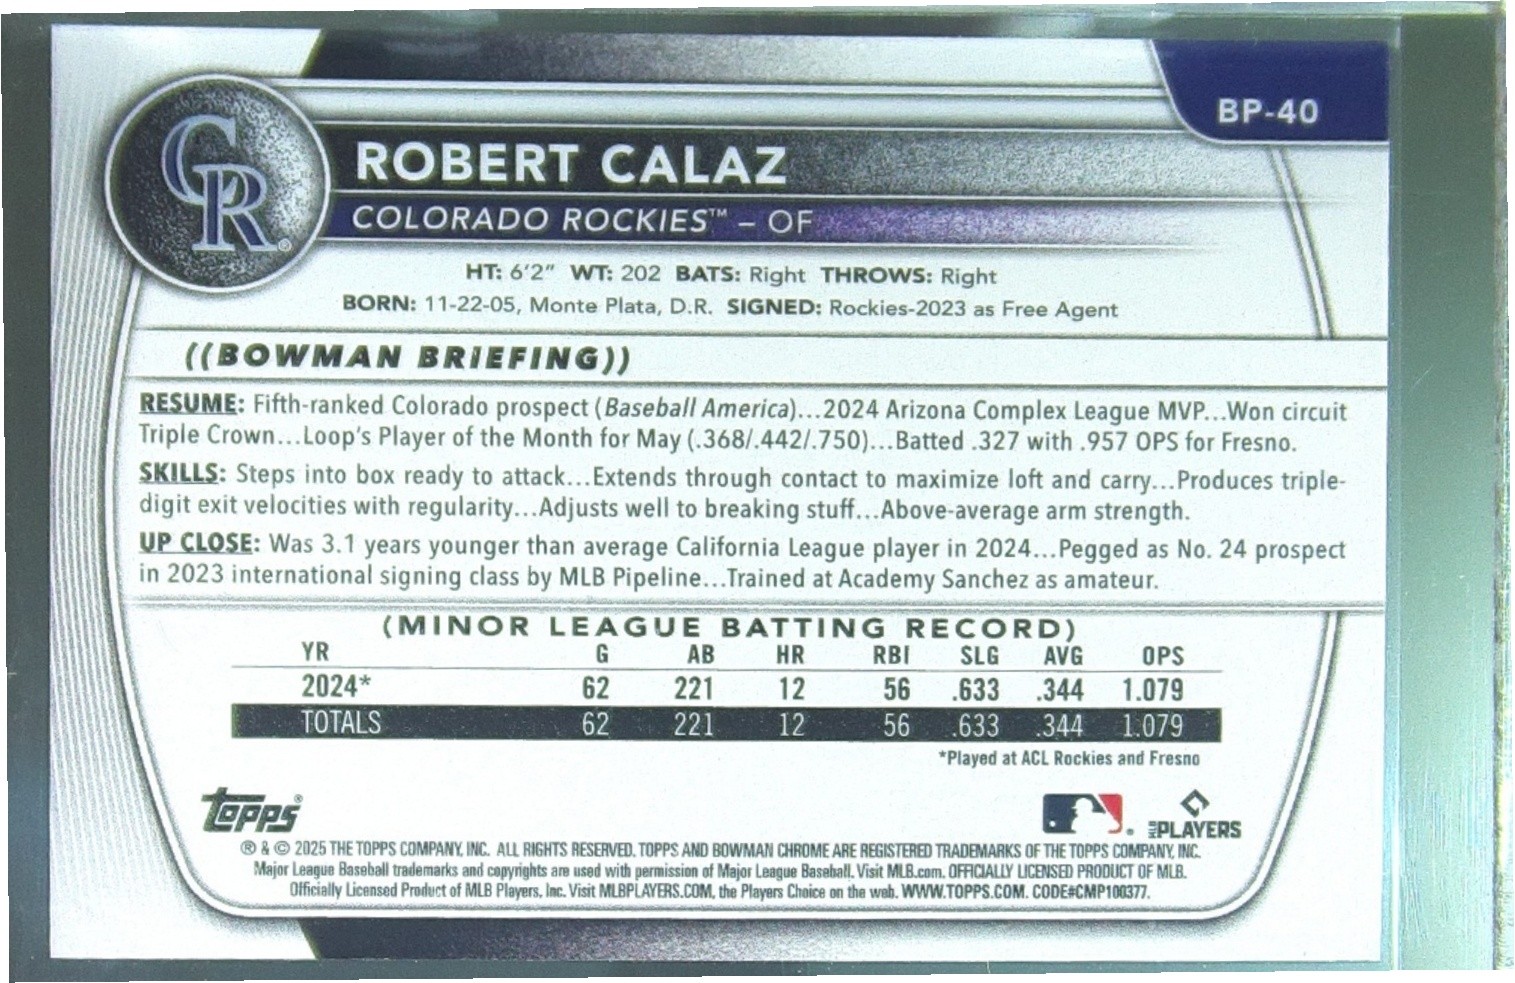 BP-40
CR®
ROBERT CALAZ
COLORADO ROCKIES™ – OF
HT: 6'2" WT: 202 BATS: Right THROWS: Right
BORN: 11-22-05, Monte Plata, D.R. SIGNED: Rockies-2023 as Free Agent
((BOWMAN BRIEFING))
RESUME: Fifth-ranked Colorado prospect (Baseball America)...2024 Arizona Complex League MVP...Won circuit
Triple Crown...Loop's Player of the Month for May (.368/.442/.750)...Batted .327 with .957 OPS for Fresno.
SKILLS: Steps into box ready to attack...Extends through contact to maximize loft and carry...Produces triple-
digit exit velocities with regularity...Adjusts well to breaking stuff...Above-average arm strength.
UP CLOSE: Was 3.1 years younger than average California League player in 2024...Pegged as No. 24 prospect
in 2023 international signing class by MLB Pipeline...Trained at Academy Sanchez as amateur.
(MINOR LEAGUE BATTING RECORD)
YR G AB HR RBI SLG AVG OPS
2024* 62 221 12 56 .633 .344 1.079
TOTALS 62 221 12 56 .633 .344 1.079
*Played at ACL Rockies and Fresno
Topps®
MLB PLAYERS
® & © 2025 THE TOPPS COMPANY, INC. ALL RIGHTS RESERVED. TOPPS AND BOWMAN CHROME ARE REGISTERED TRADEMARKS OF THE TOPPS COMPANY, INC.
Major League Baseball trademarks and copyrights are used with permission of Major League Baseball. Visit MLB.com. OFFICIALLY LICENSED PRODUCT OF MLB.
Officially Licensed Product of MLB Players, Inc. Visit MLBPLAYERS.COM, the Players Choice on the web. WWW.TOPPS.COM. CODE#CMP100377.